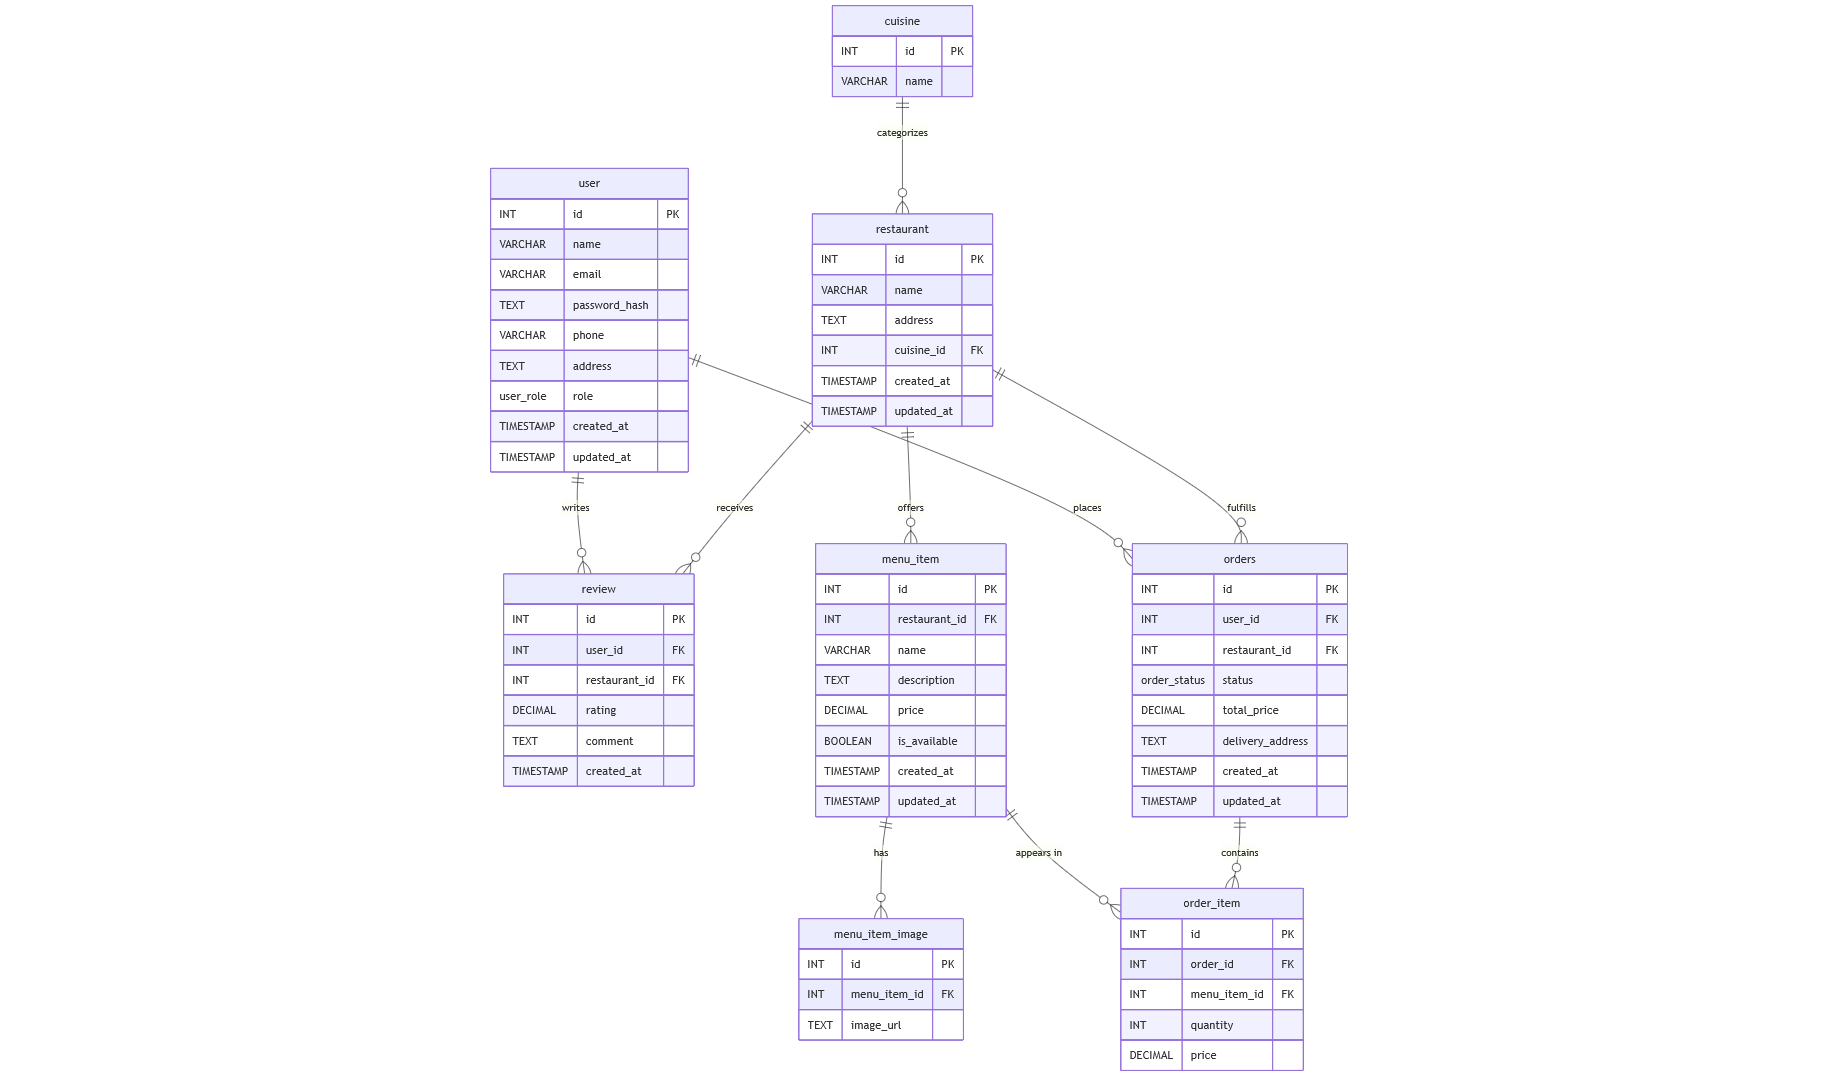 cuisine
INT id PK
VARCHAR name
categorizes
user
INT id PK
VARCHAR name
VARCHAR email
TEXT password_hash
VARCHAR phone
TEXT address
user_role role
TIMESTAMP created_at
TIMESTAMP updated_at
restaurant
INT id PK
VARCHAR name
TEXT address
INT cuisine_id FK
TIMESTAMP created_at
TIMESTAMP updated_at
writes
receives
offers
places
fulfills
review
INT id PK
INT user_id FK
INT restaurant_id FK
DECIMAL rating
TEXT comment
TIMESTAMP created_at
menu_item
INT id PK
INT restaurant_id FK
VARCHAR name
TEXT description
DECIMAL price
BOOLEAN is_available
TIMESTAMP created_at
TIMESTAMP updated_at
orders
INT id PK
INT user_id FK
INT restaurant_id FK
order_status status
DECIMAL total_price
TEXT delivery_address
TIMESTAMP created_at
TIMESTAMP updated_at
has
appears in
contains
menu_item_image
INT id PK
INT menu_item_id FK
TEXT image_url
order_item
INT id PK
INT order_id FK
INT menu_item_id FK
INT quantity
DECIMAL price